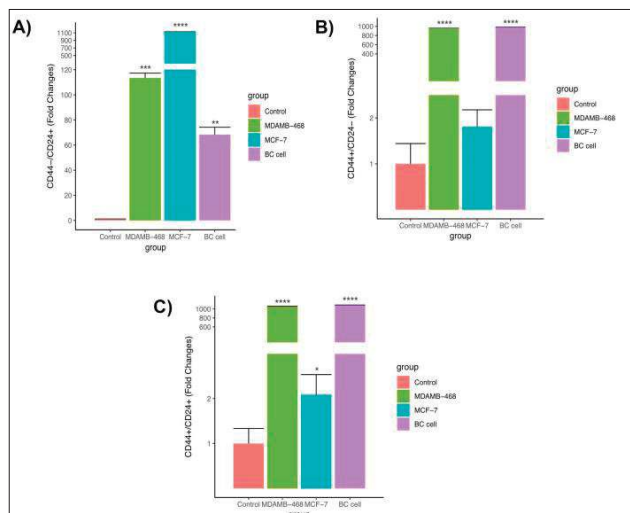 A)
CD44–/CD24+ (Fold Changes)
1100
900
700
500
120
100
80
60
40
20
0
***
****
**
Control MDAMB–468 MCF–7 BC cell
group
group
Control
MDAMB–468
MCF–7
BC cell
B)
CD44+/CD24– (Fold Changes)
1000
800
600
400
2
1
****
****
Control MDAMB–468 MCF–7 BC cell
group
group
Control
MDAMB–468
MCF–7
BC cell
C)
CD44+/CD24+ (Fold Changes)
1000
800
600
2
1
****
*
****
Control MDAMB–468 MCF–7 BC cell
group
Control
MDAMB–468
MCF–7
BC cell